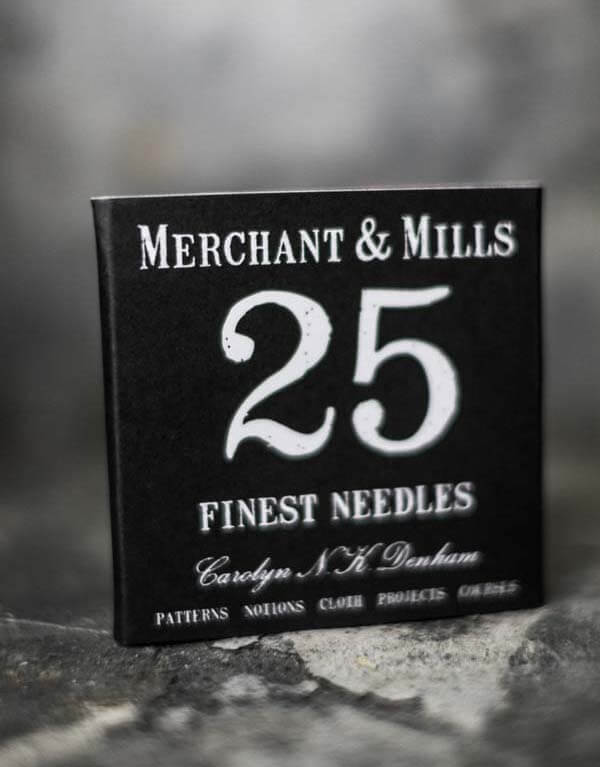 MERCHANT & MILLS
25
FINEST NEEDLES
Carolyn N.K. Denham
PATTERNS NOTIONS CLOTH PROJECTS COURSES